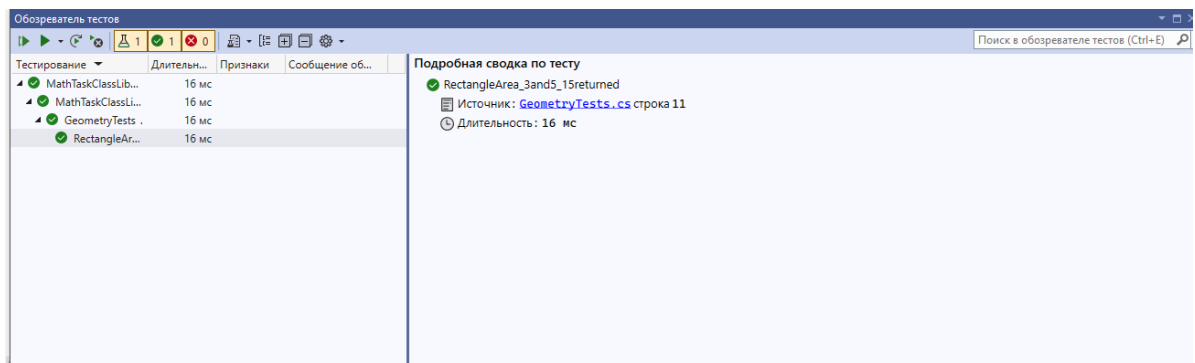 Обозреватель тестов
1 1 0 Поиск в обозревателе тестов (Ctrl+E)
Тестирование Длительн... Признаки Сообщение об...
MathTaskClassLib... 16 мс
MathTaskClassLi... 16 мс
GeometryTests . 16 мс
RectangleAr... 16 мс
Подробная сводка по тесту
RectangleArea_3and5_15returned
Источник: GeometryTests.cs строка 11
Длительность: 16 мс